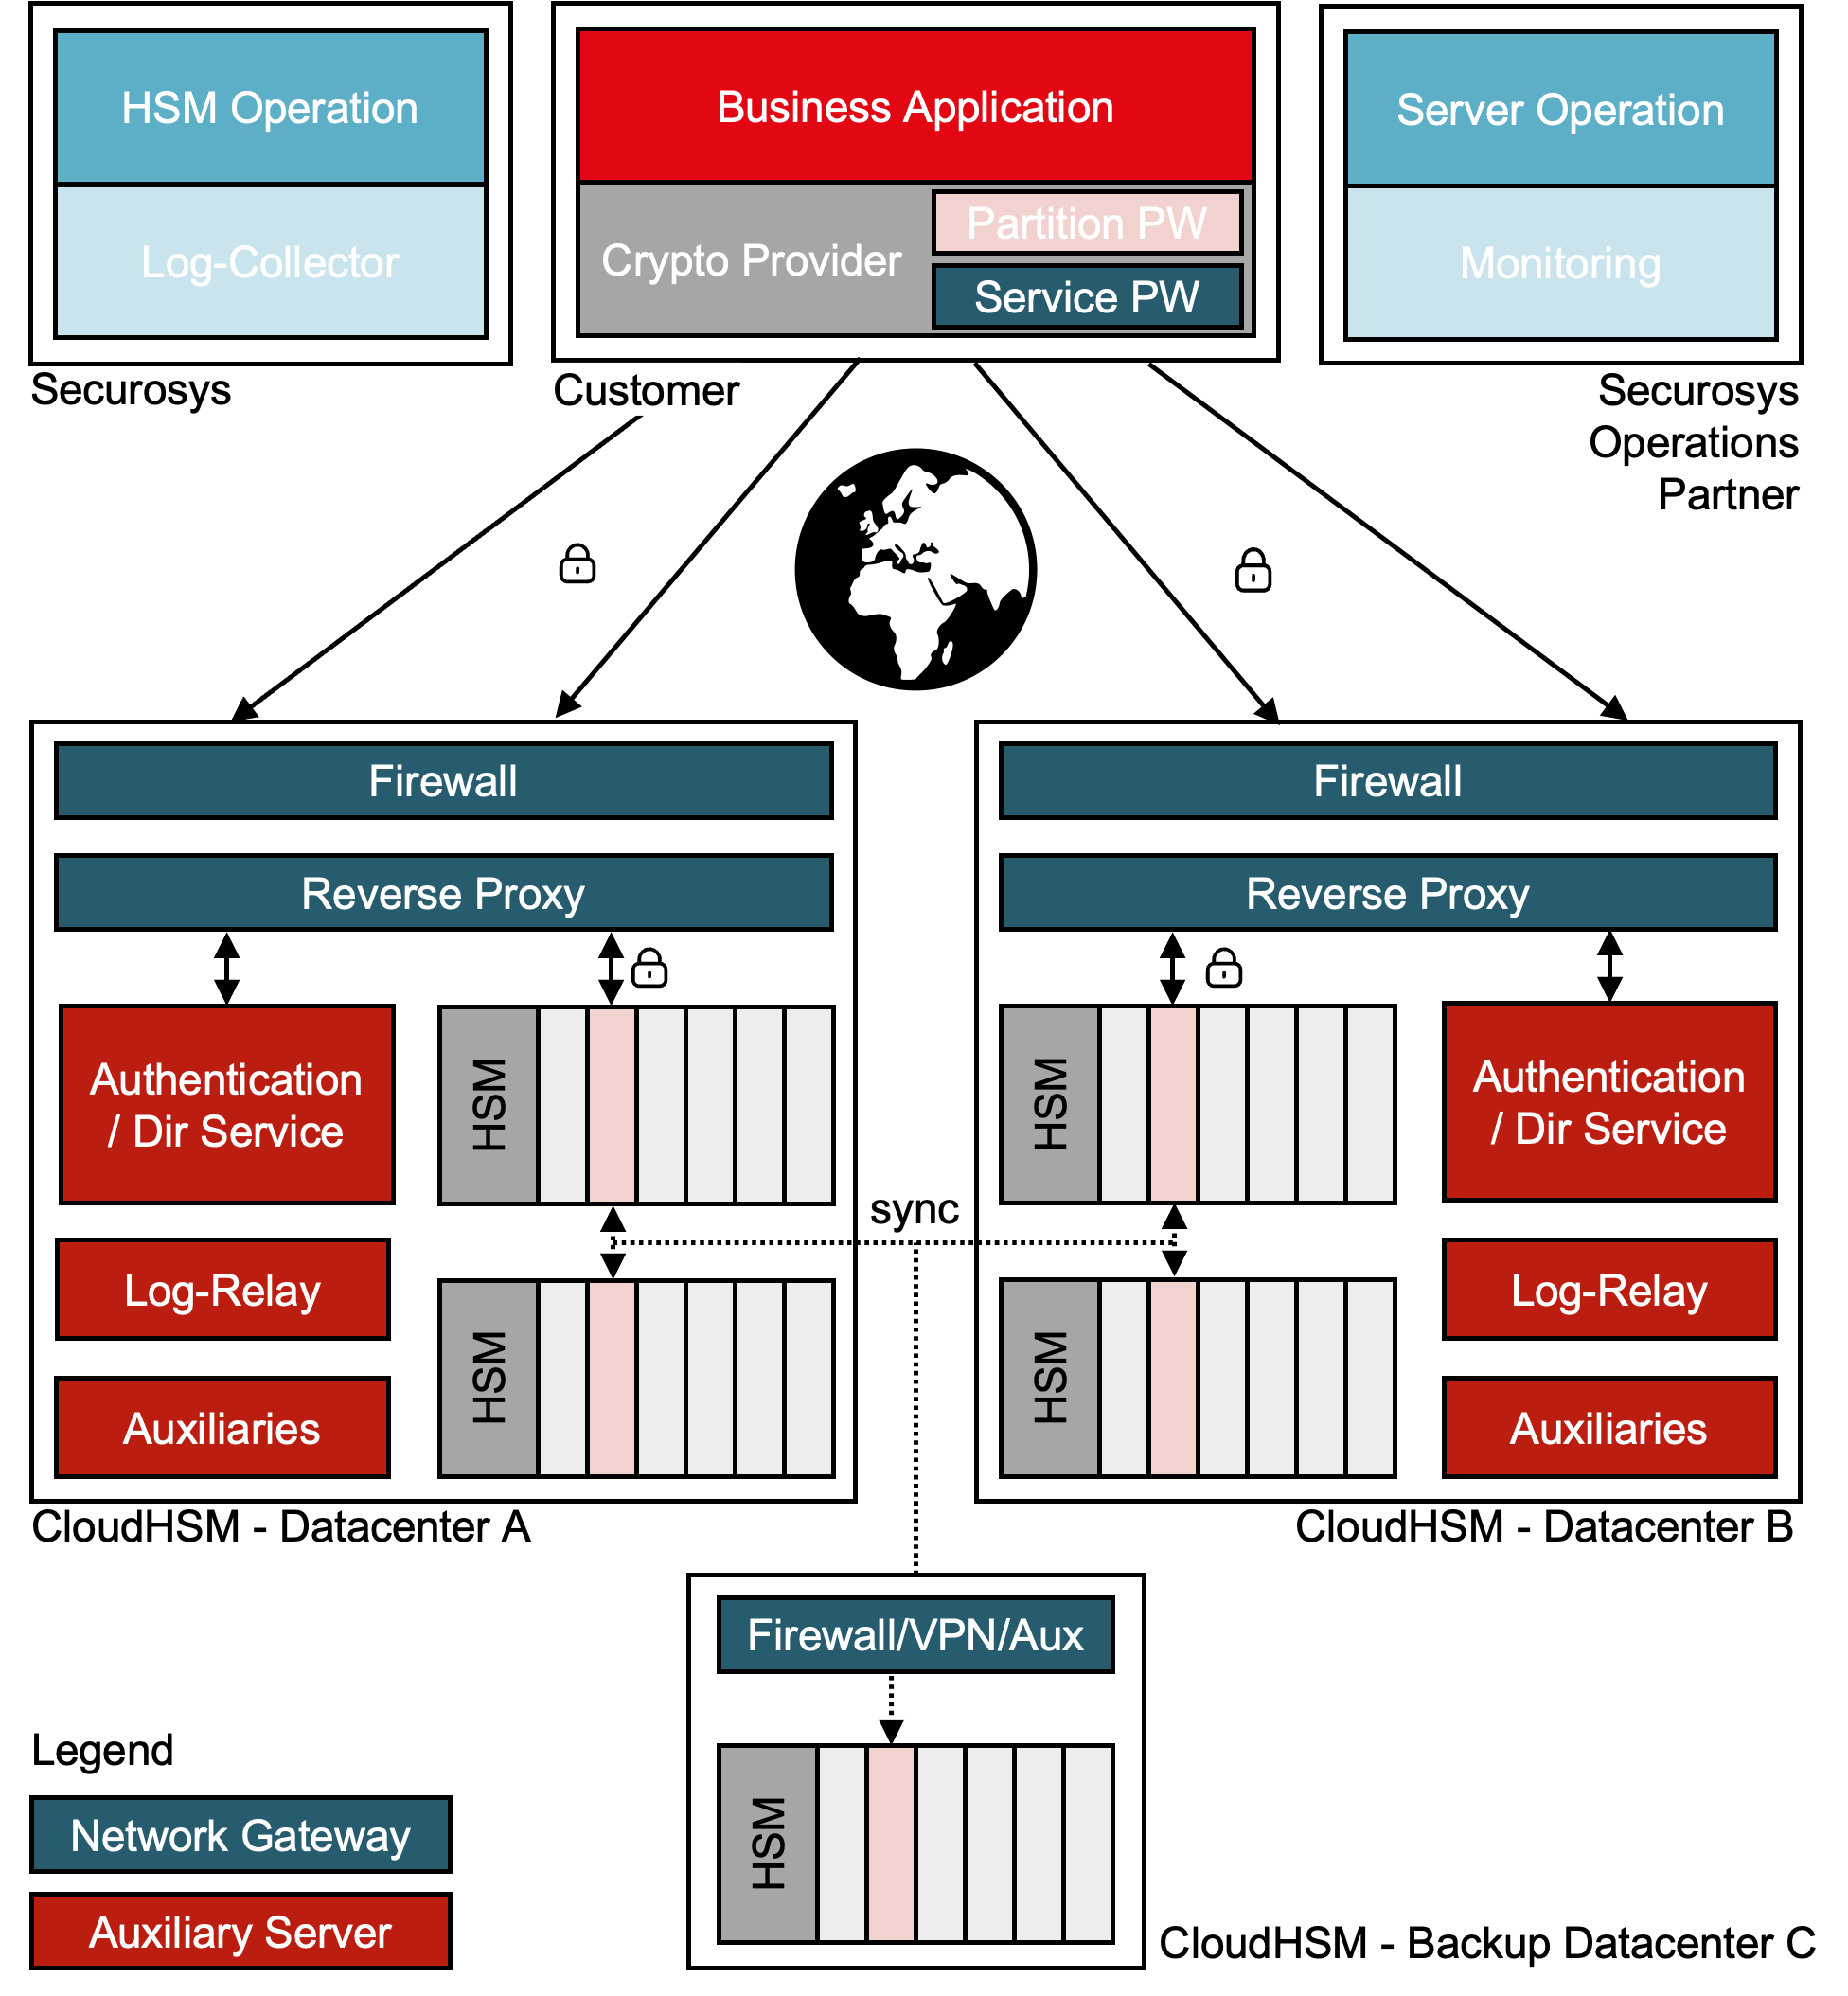 HSM Operation
Log-Collector
Securosys
Business Application
Crypto Provider
Partition PW
Service PW
Customer
Server Operation
Monitoring
Securosys
Operations
Partner
Firewall
Reverse Proxy
Authentication
/ Dir Service
HSM
Log-Relay
HSM
Auxiliaries
CloudHSM - Datacenter A
sync
Firewall
Reverse Proxy
HSM
Authentication
/ Dir Service
HSM
Log-Relay
Auxiliaries
CloudHSM - Datacenter B
Firewall/VPN/Aux
HSM
CloudHSM - Backup Datacenter C
Legend
Network Gateway
Auxiliary Server